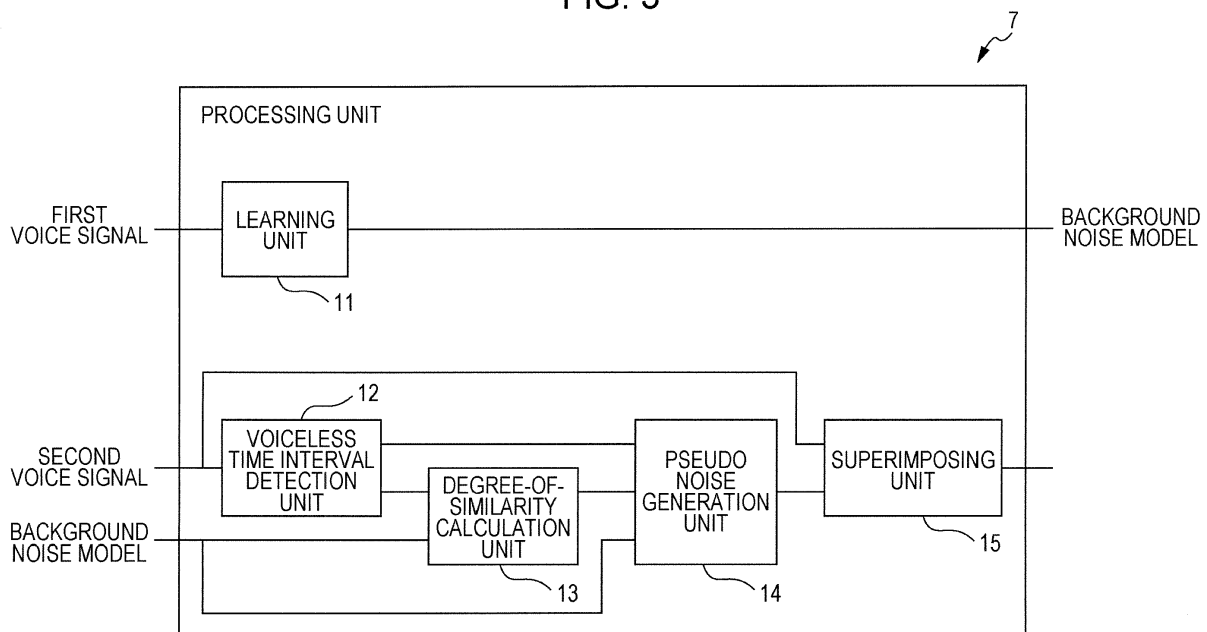 7
PROCESSING UNIT
FIRST
VOICE SIGNAL
LEARNING
UNIT
11
BACKGROUND
NOISE MODEL
12
SECOND
VOICE SIGNAL
VOICELESS
TIME INTERVAL
DETECTION
UNIT
BACKGROUND
NOISE MODEL
DEGREE-OF-
SIMILARITY
CALCULATION
UNIT
13
PSEUDO
NOISE
GENERATION
UNIT
14
SUPERIMPOSING
UNIT
15